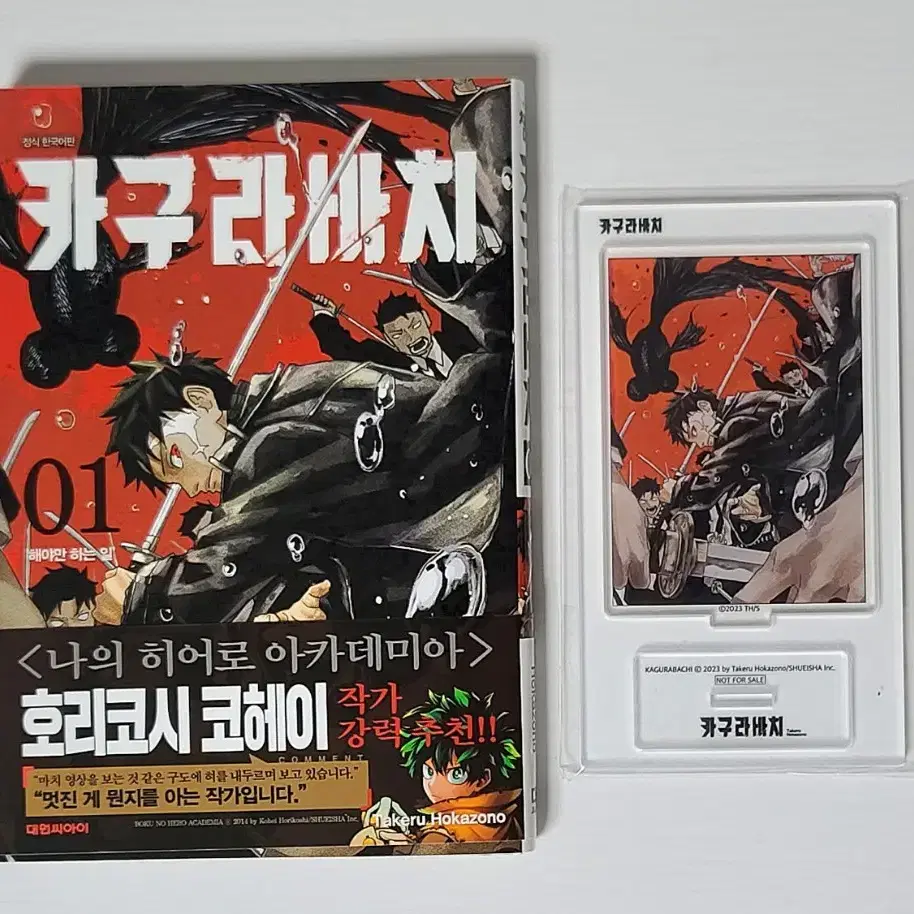 정식 한국어판
카구라바치
01
'해야만 하는 일'
<나의 히어로 아카데미아>
호리코시 코헤이 작가
강력 추천!!
COMMENT
"마치 영상을 보는 것 같은 구도에 혀를 내두르며 보고 있습니다."
"멋진 게 뭔지를 아는 작가입니다."
대원씨아이
BOKU NO HERO ACADEMIA © 2014 by Kohei Horikoshi/SHUEISHA Inc.
Takeru Hokazono
카구라바치
©2023 TH/S
KAGURABACHI © 2023 by Takeru Hokazono/SHUEISHA Inc.
NOT FOR SALE
카구라바치
Takeru
Hokazono